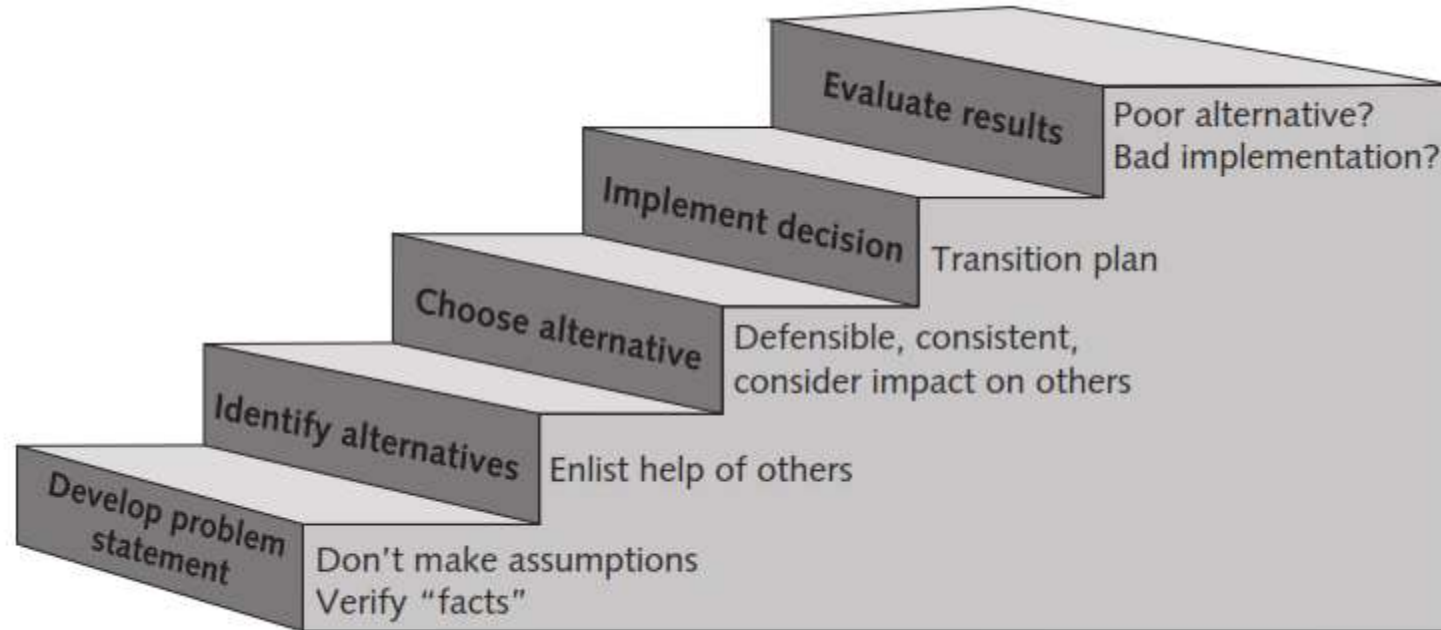 Evaluate results
Poor alternative?
Bad implementation?
Implement decision
Transition plan
Choose alternative
Defensible, consistent,
consider impact on others
Identify alternatives
Enlist help of others
Develop problem
statement
Don't make assumptions
Verify “facts”